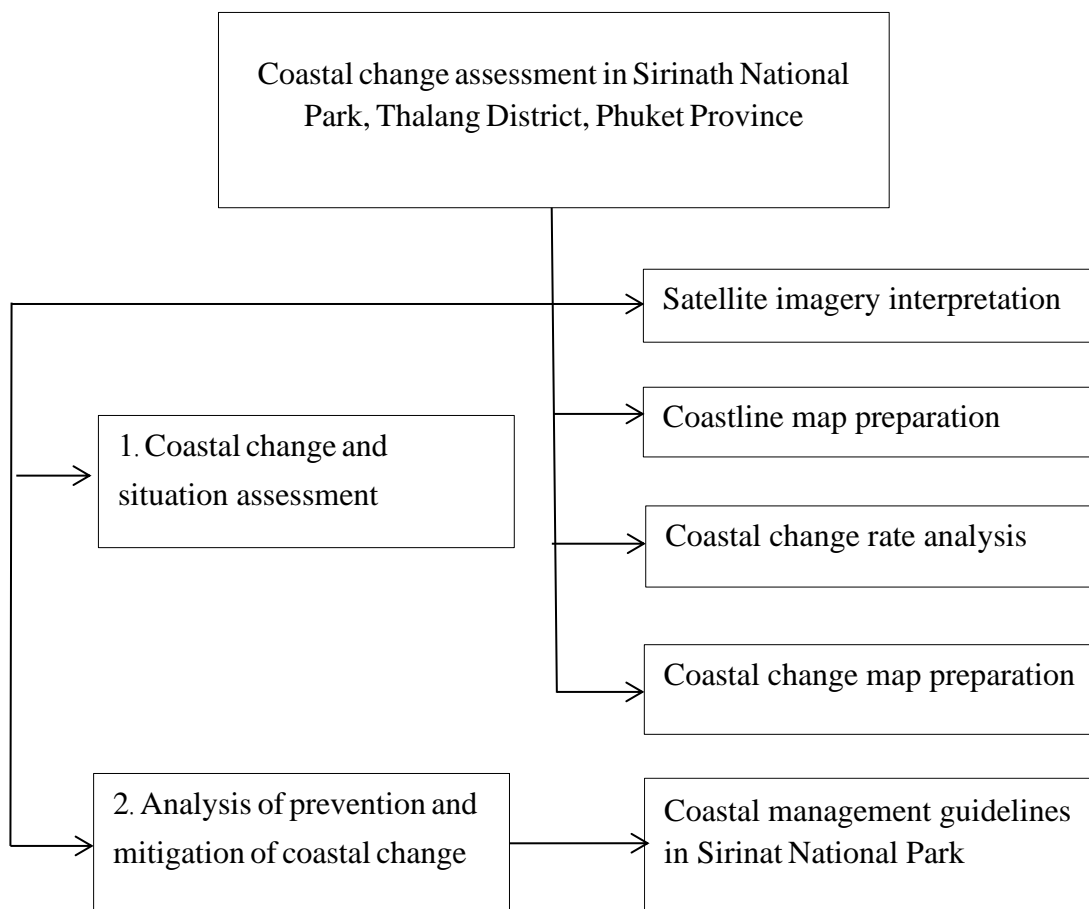 Coastal change assessment in Sirinath National
Park, Thalang District, Phuket Province
Satellite imagery interpretation
Coastline map preparation
1. Coastal change and
situation assessment
Coastal change rate analysis
Coastal change map preparation
2. Analysis of prevention and
mitigation of coastal change
Coastal management guidelines
in Sirinat National Park